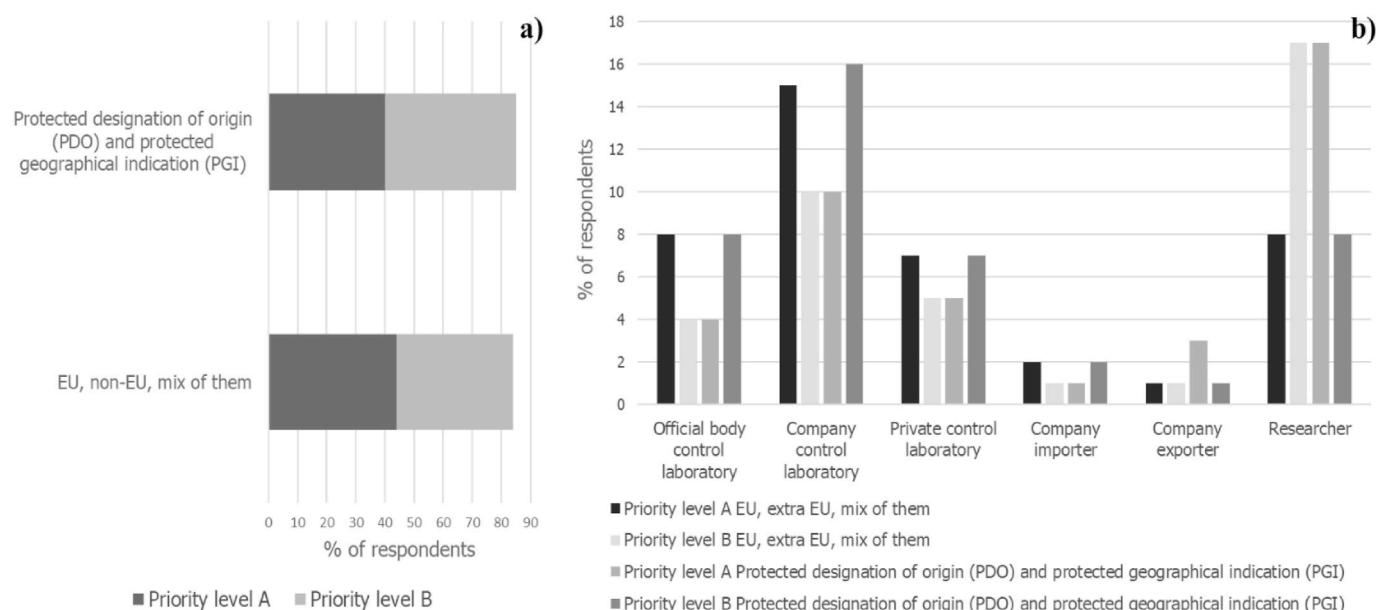 a)
Protected designation of origin
(PDO) and protected
geographical indication (PGI)
EU, non-EU, mix of them
0 10 20 30 40 50 60 70 80 90
% of respondents
Priority level A Priority level B
b)
18
16
14
12
10
8
6
4
2
0
% of respondents
Official body
control
laboratory
Company
control
laboratory
Private control
laboratory
Company
importer
Company
exporter
Researcher
Priority level A EU, extra EU, mix of them
Priority level B EU, extra EU, mix of them
Priority level A Protected designation of origin (PDO) and protected geographical indication (PGI)
Priority level B Protected designation of origin (PDO) and protected geographical indication (PGI)